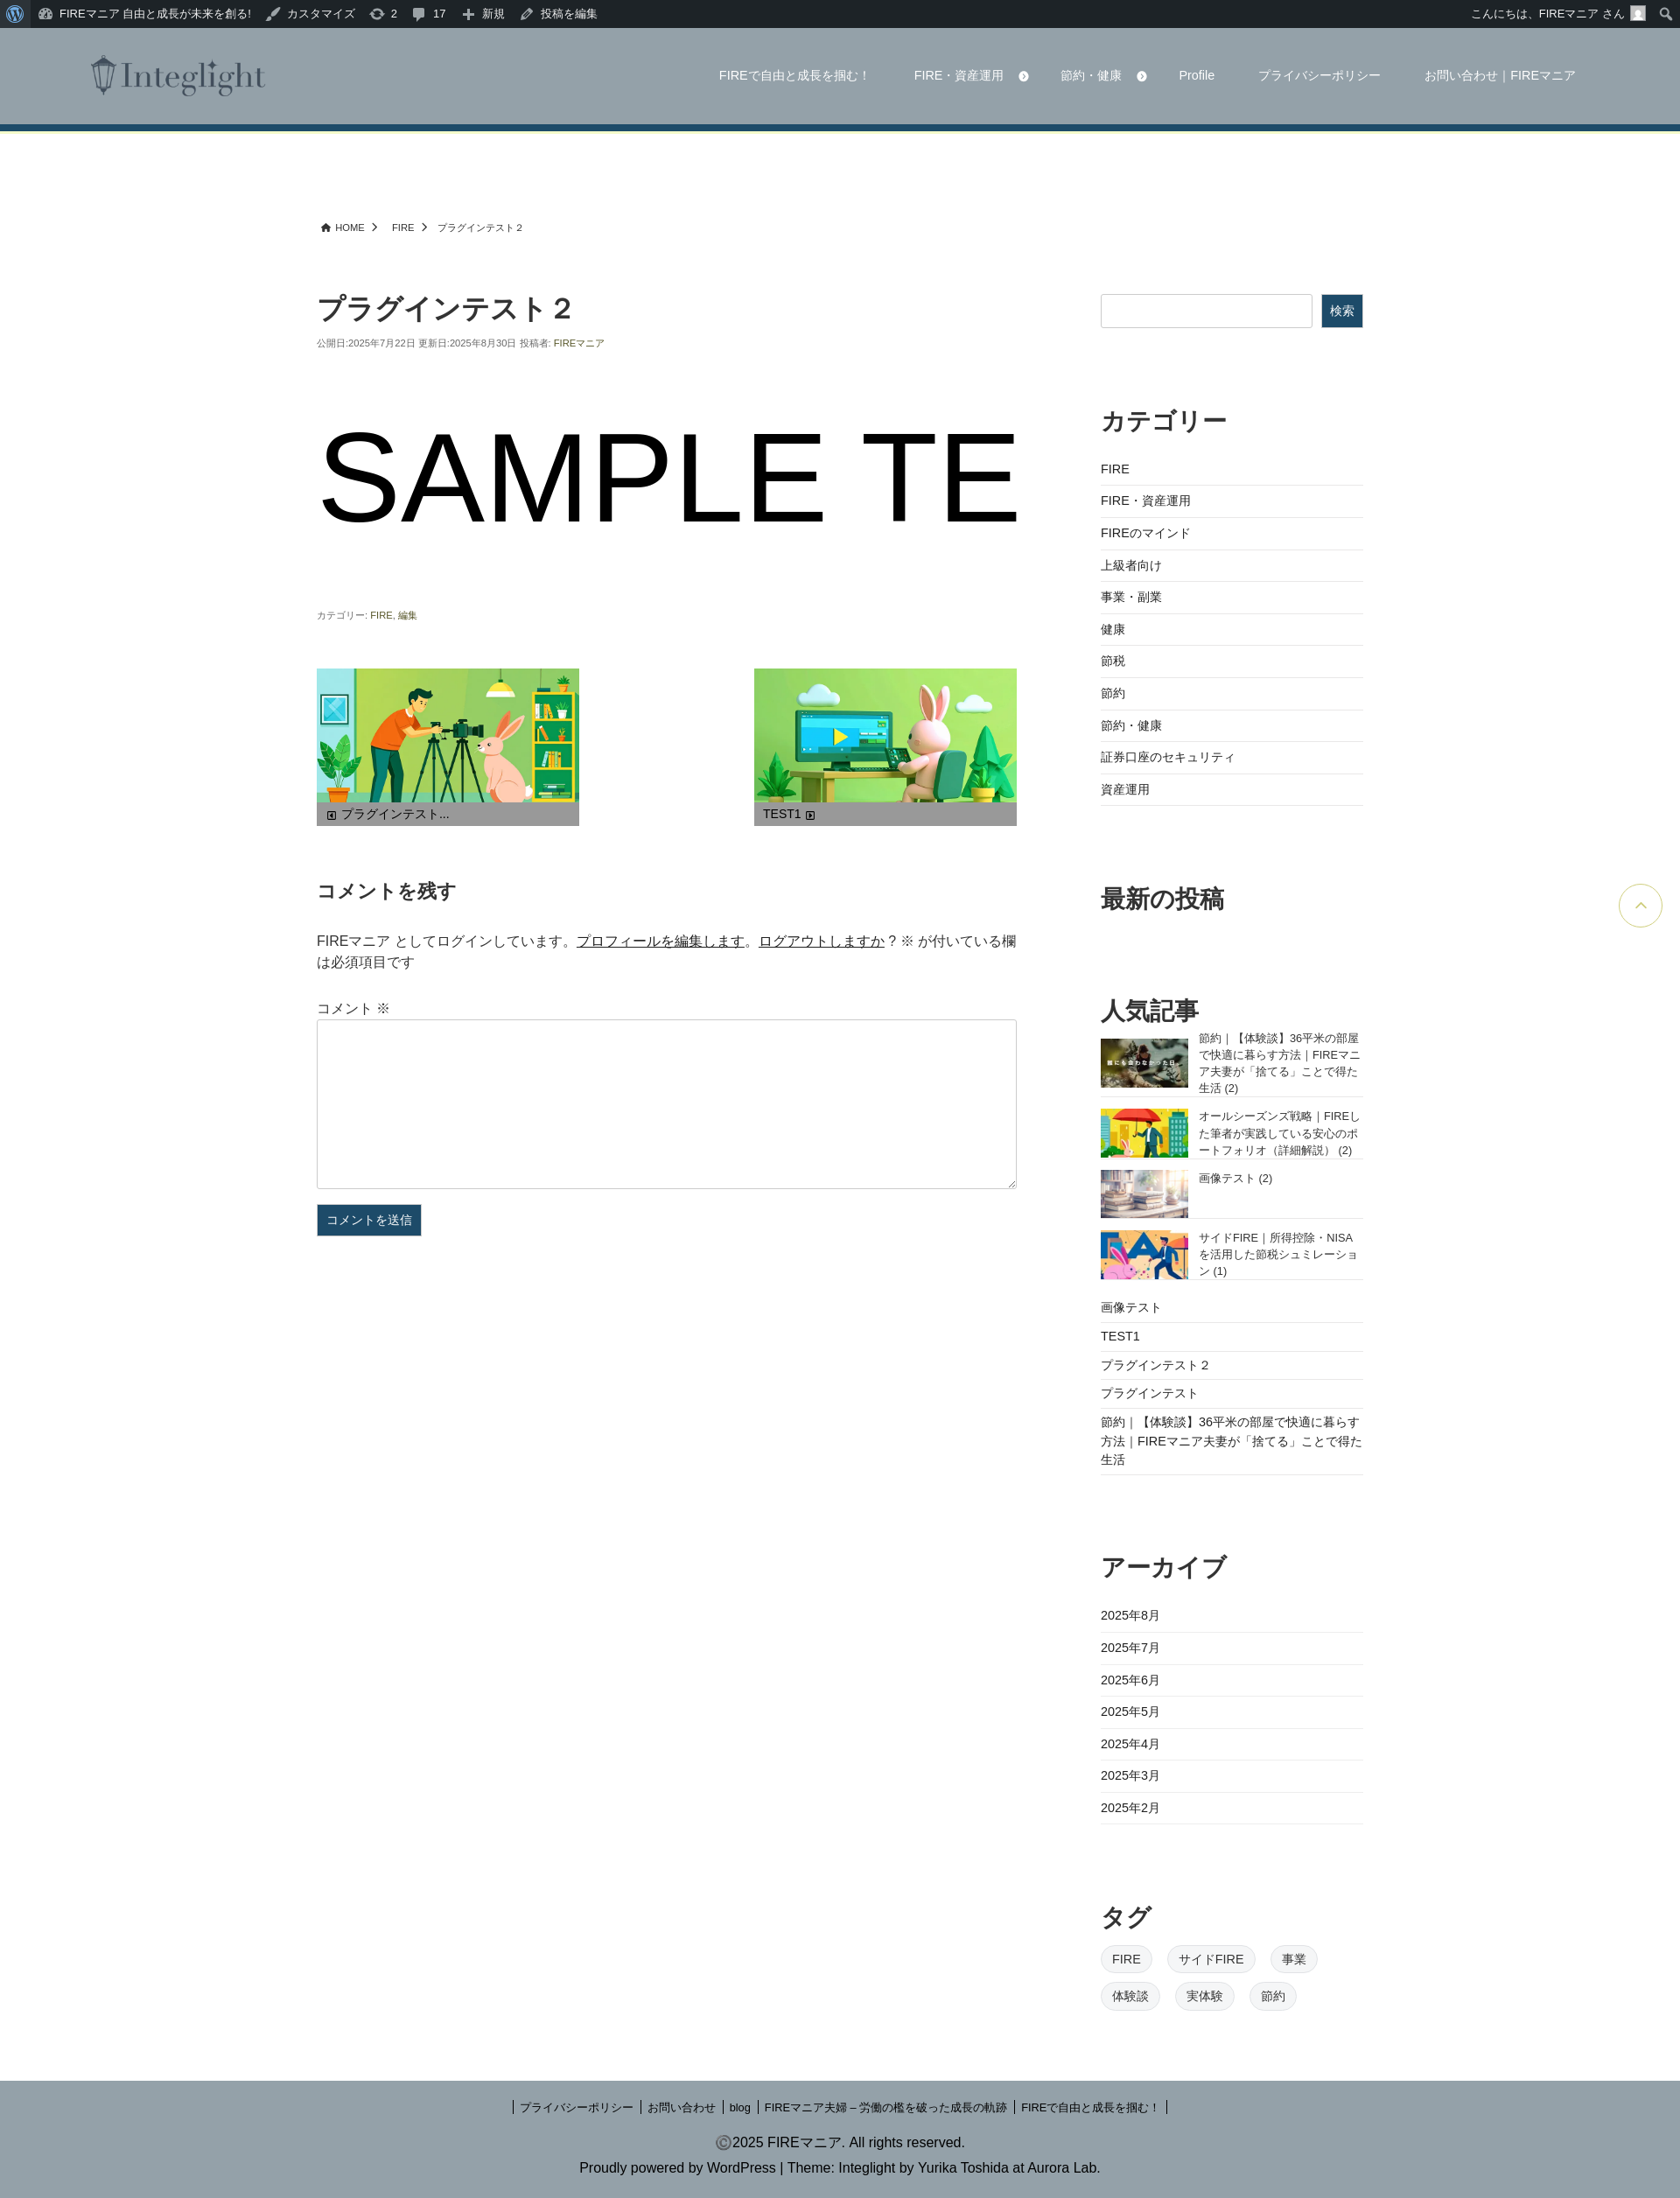 FIREマニア 自由と成長が未来を創る!
カスタマイズ
2
17
新規
投稿を編集
こんにちは、FIREマニア さん
Integlight
FIREで自由と成長を掴む！
FIRE・資産運用
節約・健康
Profile
プライバシーポリシー
お問い合わせ｜FIREマニア
HOME
FIRE
プラグインテスト２
プラグインテスト２
公開日:2025年7月22日 更新日:2025年8月30日 投稿者: FIREマニア
SAMPLE TE
カテゴリー: FIRE, 編集
プラグインテスト...
TEST1
コメントを残す
FIREマニア としてログインしています。プロフィールを編集します。ログアウトしますか ? ※ が付いている欄
は必須項目です
コメント ※
コメントを送信
検索
カテゴリー
FIRE
FIRE・資産運用
FIREのマインド
上級者向け
事業・副業
健康
節税
節約
節約・健康
証券口座のセキュリティ
資産運用
最新の投稿
人気記事
誰にも会わなかった日
節約｜【体験談】36平米の部屋
で快適に暮らす方法｜FIREマニ
ア夫妻が「捨てる」ことで得た
生活 (2)
オールシーズンズ戦略｜FIREし
た筆者が実践している安心のポ
ートフォリオ（詳細解説） (2)
画像テスト (2)
サイドFIRE｜所得控除・NISA
を活用した節税シュミレーショ
ン (1)
画像テスト
TEST1
プラグインテスト２
プラグインテスト
節約｜【体験談】36平米の部屋で快適に暮らす
方法｜FIREマニア夫妻が「捨てる」ことで得た
生活
アーカイブ
2025年8月
2025年7月
2025年6月
2025年5月
2025年4月
2025年3月
2025年2月
タグ
FIRE
サイドFIRE
事業
体験談
実体験
節約
プライバシーポリシー
お問い合わせ
blog
FIREマニア夫婦 – 労働の檻を破った成長の軌跡
FIREで自由と成長を掴む！
©2025 FIREマニア. All rights reserved.
Proudly powered by WordPress | Theme: Integlight by Yurika Toshida at Aurora Lab.